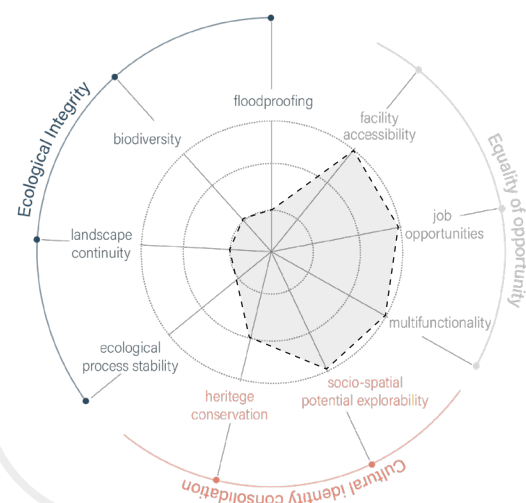 floodproofing
facility
accessibility
biodiversity
Ecological Integrity
Equality of opportunity
job
opportunities
landscape
continuity
multifunctionality
ecological
process stability
socio-spatial
potential explorability
heritege
conservation
Cultural identity consolidation